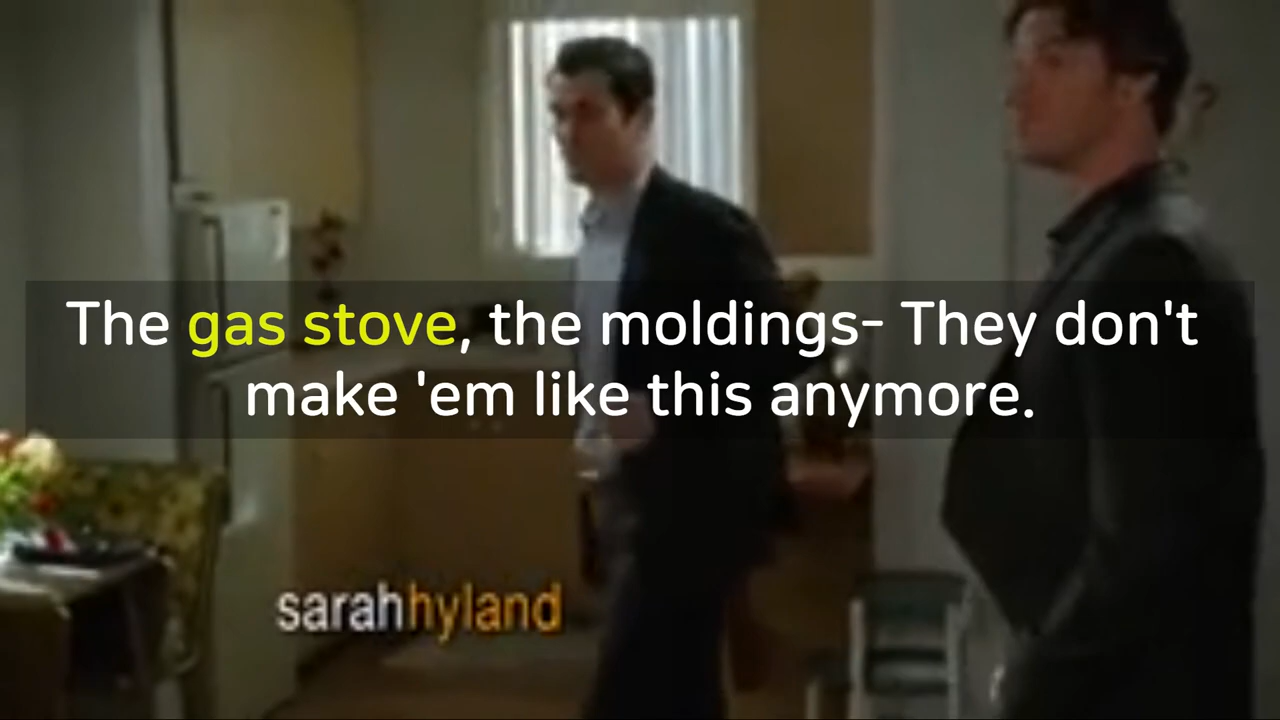 The gas stove, the moldings- They don't
make 'em like this anymore.
sarahhyland